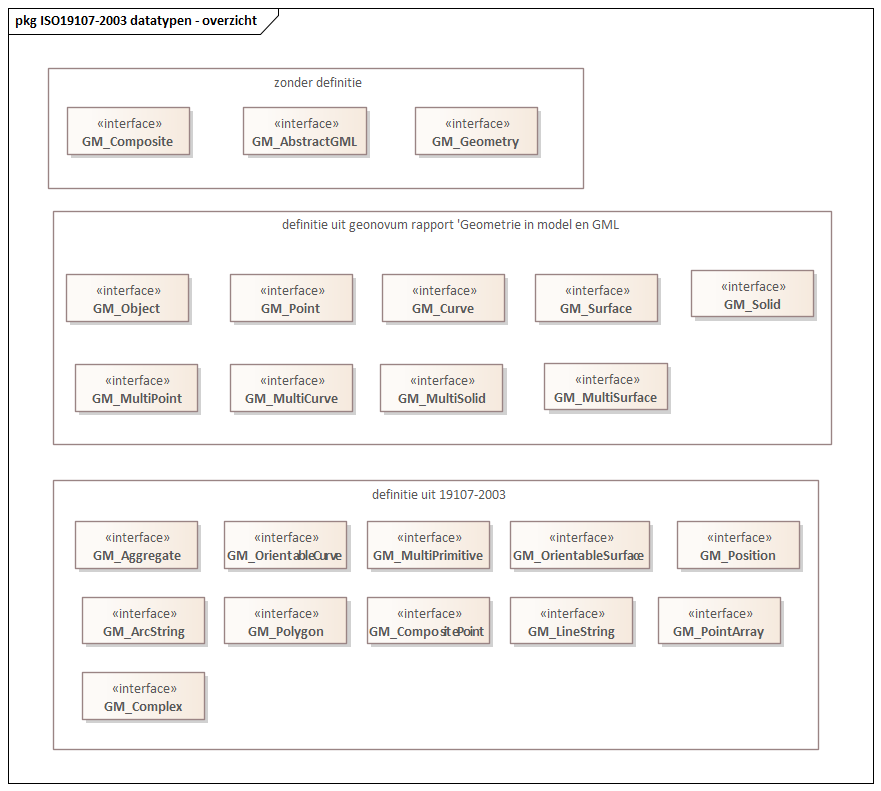 pkg ISO19107-2003 datatypen - overzicht
zonder definitie
«interface» «interface» «interface»
GM_Composite GM_AbstractGML GM_Geometry
definitie uit geonovum rapport 'Geometrie in model en GML
«interface» «interface» «interface» «interface» «interface»
GM_Object GM_Point GM_Curve GM_Surface GM_Solid
«interface» «interface» «interface» «interface»
GM_MultiPoint GM_MultiCurve GM_MultiSolid GM_MultiSurface
definitie uit 19107-2003
«interface» «interface» «interface» «interface» «interface»
GM_Aggregate GM_OrientableCurve GM_MultiPrimitive GM_OrientableSurface GM_Position
«interface» «interface» «interface» «interface» «interface»
GM_ArcString GM_Polygon GM_CompositePoint GM_LineString GM_PointArray
«interface»
GM_Complex